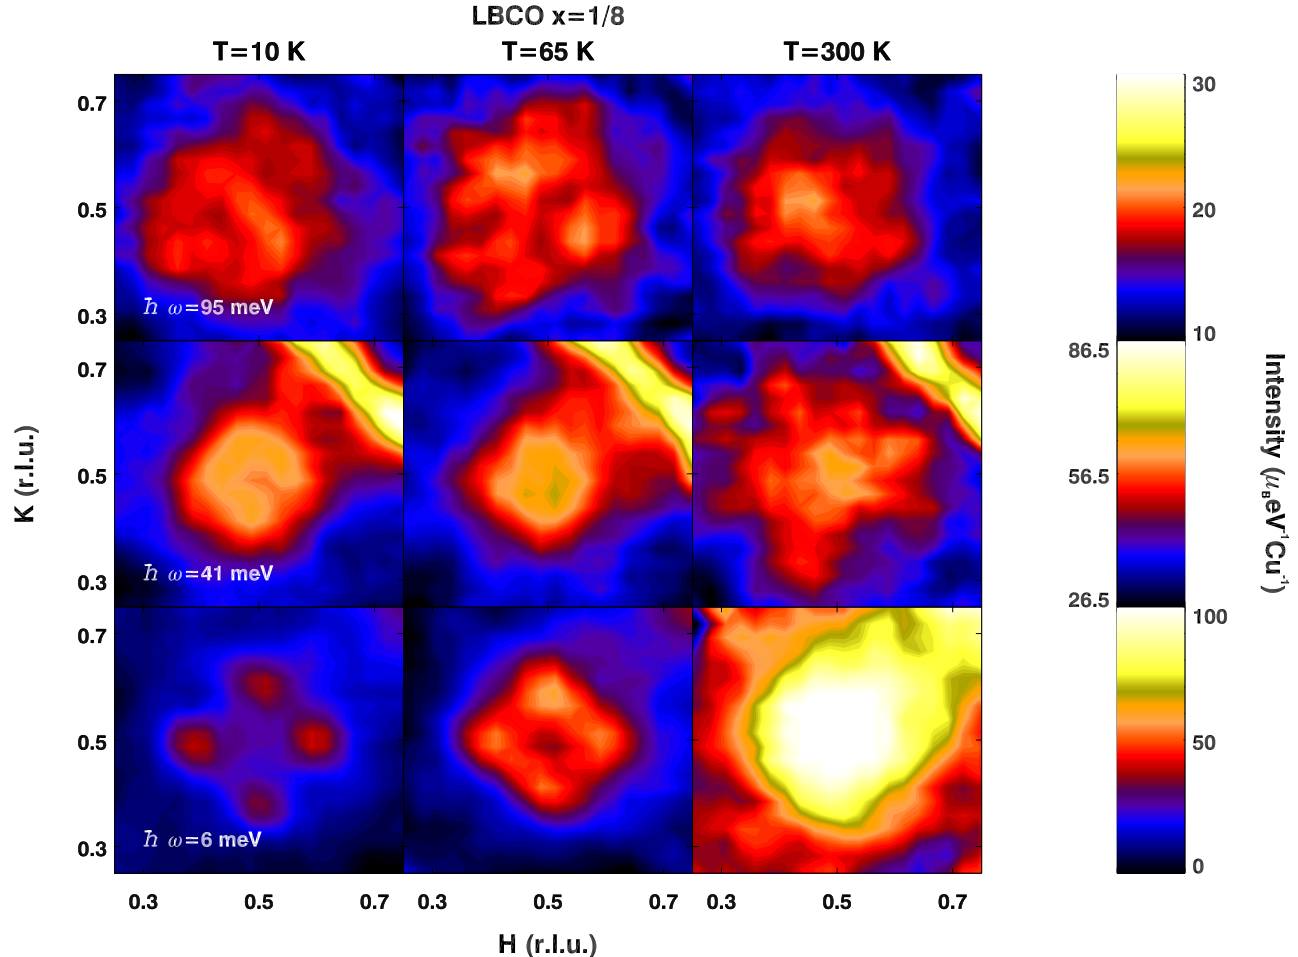 LBCO x=1/8
T=10 K T=65 K T=300 K
0.7
0.5
0.3
ħ ω=95 meV
30
20
10
0.7
0.5
0.3
ħ ω=41 meV
86.5
56.5
26.5
0.7
0.5
0.3
ħ ω=6 meV
100
50
0
0.3 0.5 0.7 0.3 0.5 0.7 0.3 0.5 0.7
H (r.l.u.)
K (r.l.u.)
Intensity (μ_B eV⁻¹Cu⁻¹)